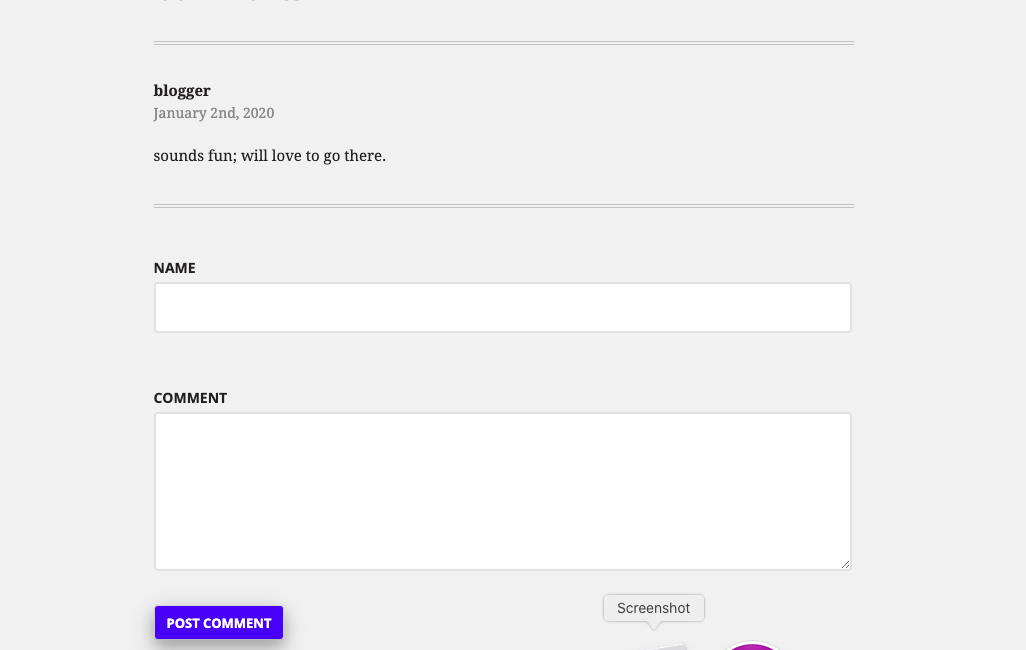 blogger
January 2nd, 2020
sounds fun; will love to go there.
NAME
COMMENT
POST COMMENT
Screenshot